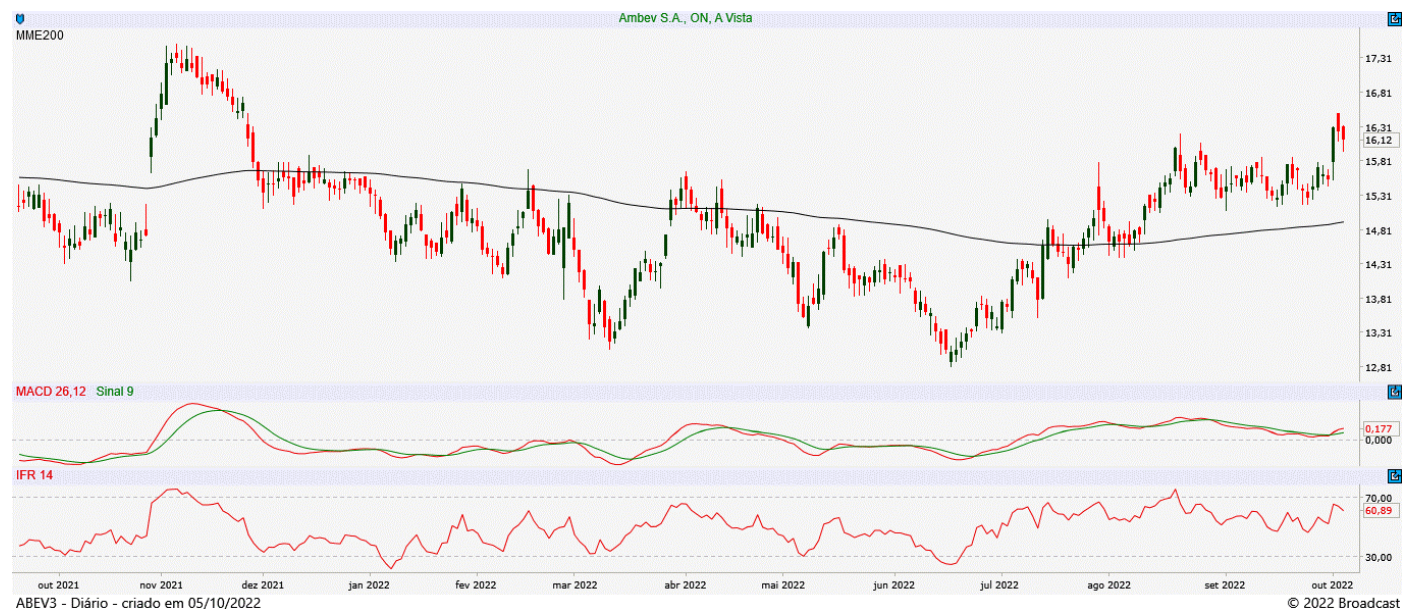 Ambev S.A., ON, A Vista
MME200
17,31
16,81
16,31
16,12
15,81
15,31
14,81
14,31
13,81
13,31
12,81
MACD 26,12 Sinal 9
0,177
0,000
IFR 14
70,00
60,89
30,00
out 2021 nov 2021 dez 2021 jan 2022 fev 2022 mar 2022 abr 2022 mai 2022 jun 2022 jul 2022 ago 2022 set 2022 out 2022
ABEV3 - Diário - criado em 05/10/2022 © 2022 Broadcast